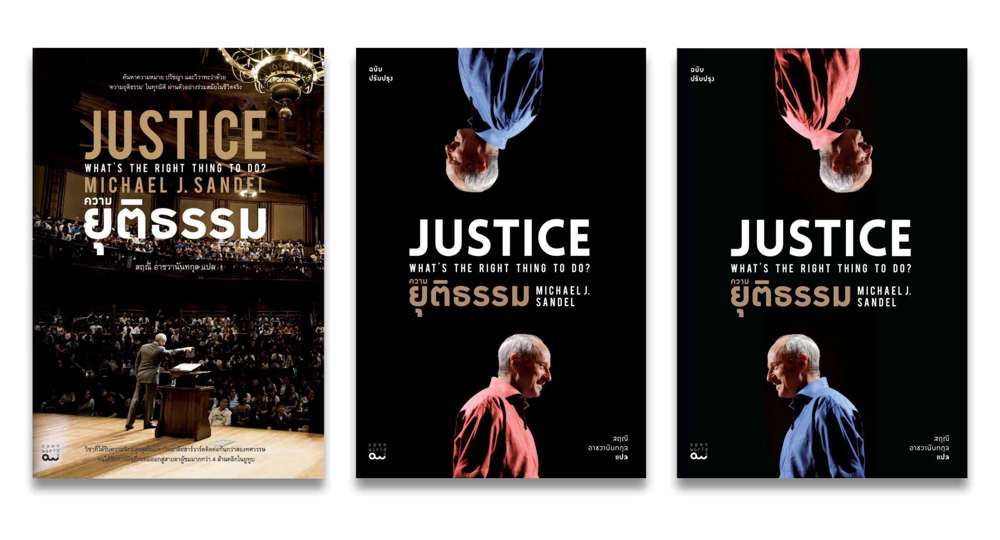 ค้นหาความหมาย ปรัชญา และวิวาทะว่าด้วย
'ความยุติธรรม' ในทุกมิติ ผ่านตัวอย่างร่วมสมัยในชีวิตจริง
JUSTICE
WHAT'S THE RIGHT THING TO DO?
MICHAEL J. SANDEL
ความ
ยุติธรรม
สฤณี อาชวานันทกุล แปล
วิชาที่ได้รับความนิยมสูงสุดในมหาวิทยาลัยฮาร์วาร์ดติดต่อกันกว่าสองทศวรรษ
จนได้รับการบันทึกเทปออกสู่สายตาผู้ชมมากกว่า 4 ล้านคลิกในยูทูบ
open
world
s
ฉบับ
ปรับปรุง
JUSTICE
WHAT'S THE RIGHT THING TO DO?
ความ
ยุติธรรม
MICHAEL J.
SANDEL
สฤณี
อาชวานันทกุล
แปล
open
world
s
ฉบับ
ปรับปรุง
JUSTICE
WHAT'S THE RIGHT THING TO DO?
ความ
ยุติธรรม
MICHAEL J.
SANDEL
สฤณี
อาชวานันทกุล
แปล
open
world
s